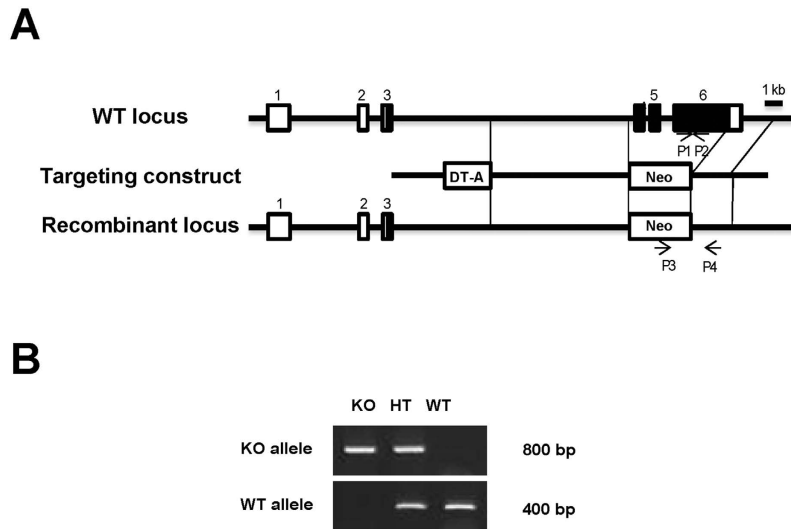 A
1 2 3 5 6 1 kb
WT locus
P1 P2
Targeting construct
DT-A Neo
1 2 3
Recombinant locus
Neo
P3 P4
B
KO HT WT
KO allele 800 bp
WT allele 400 bp